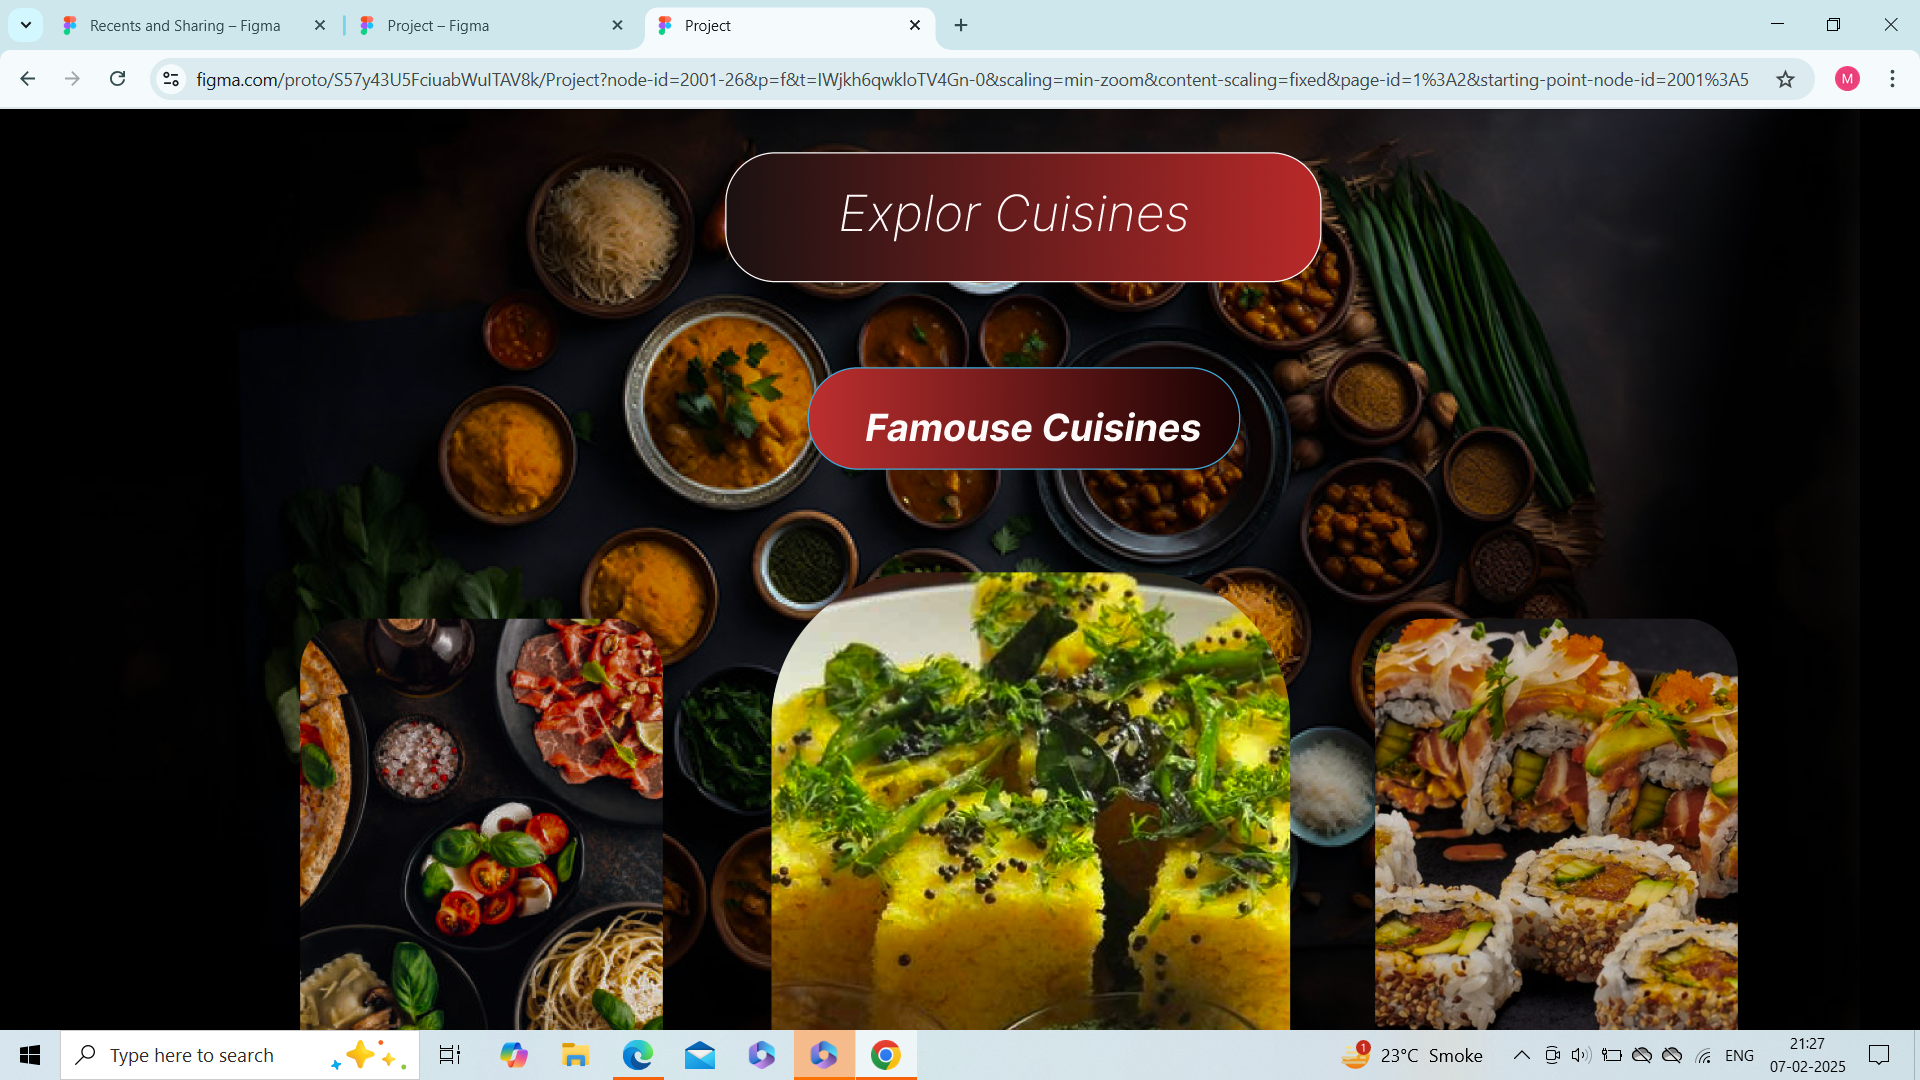 Recents and Sharing – Figma
Project – Figma
Project
figma.com/proto/S57y43U5FciuabWuITAV8k/Project?node-id=2001-26&p=f&t=IWjkh6qwkloTV4Gn-0&scaling=min-zoom&content-scaling=fixed&page-id=1%3A2&starting-point-node-id=2001%3A5
M
Explor Cuisines
Famouse Cuisines
Type here to search
1
23°C Smoke
ENG
21:27
07-02-2025